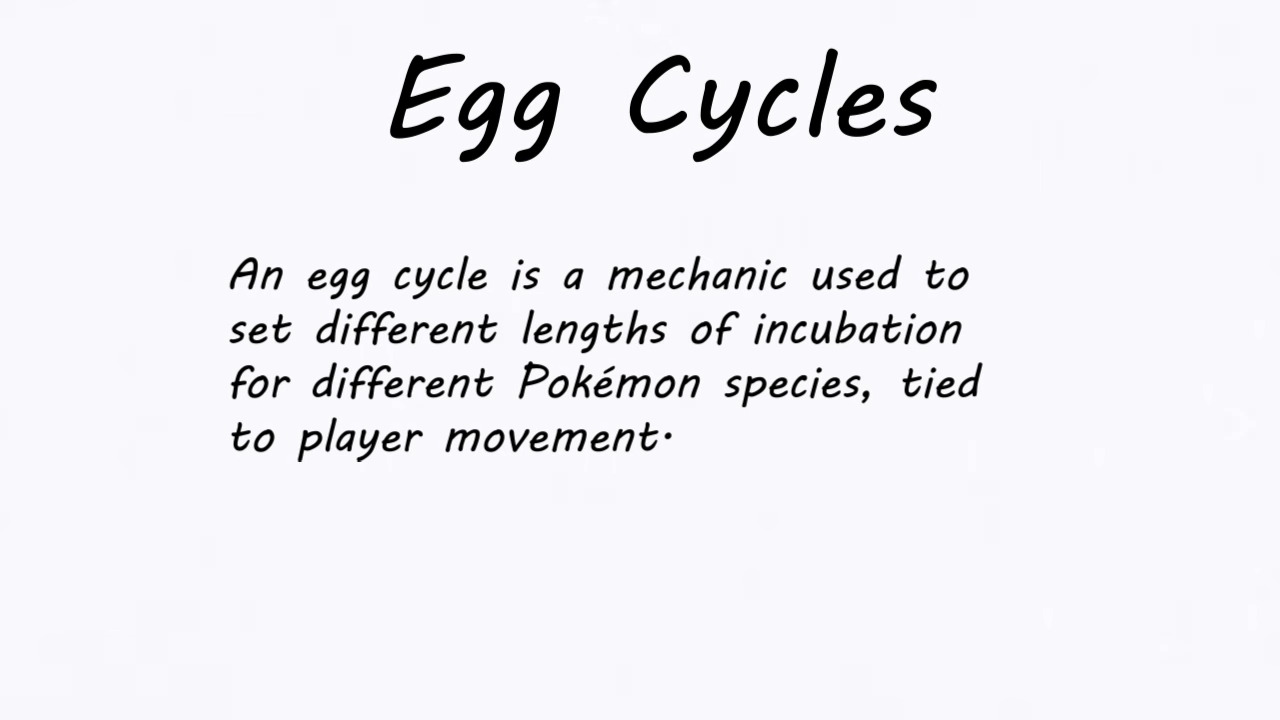 Egg Cycles
An egg cycle is a mechanic used to
set different lengths of incubation
for different Pokémon species, tied
to player movement.